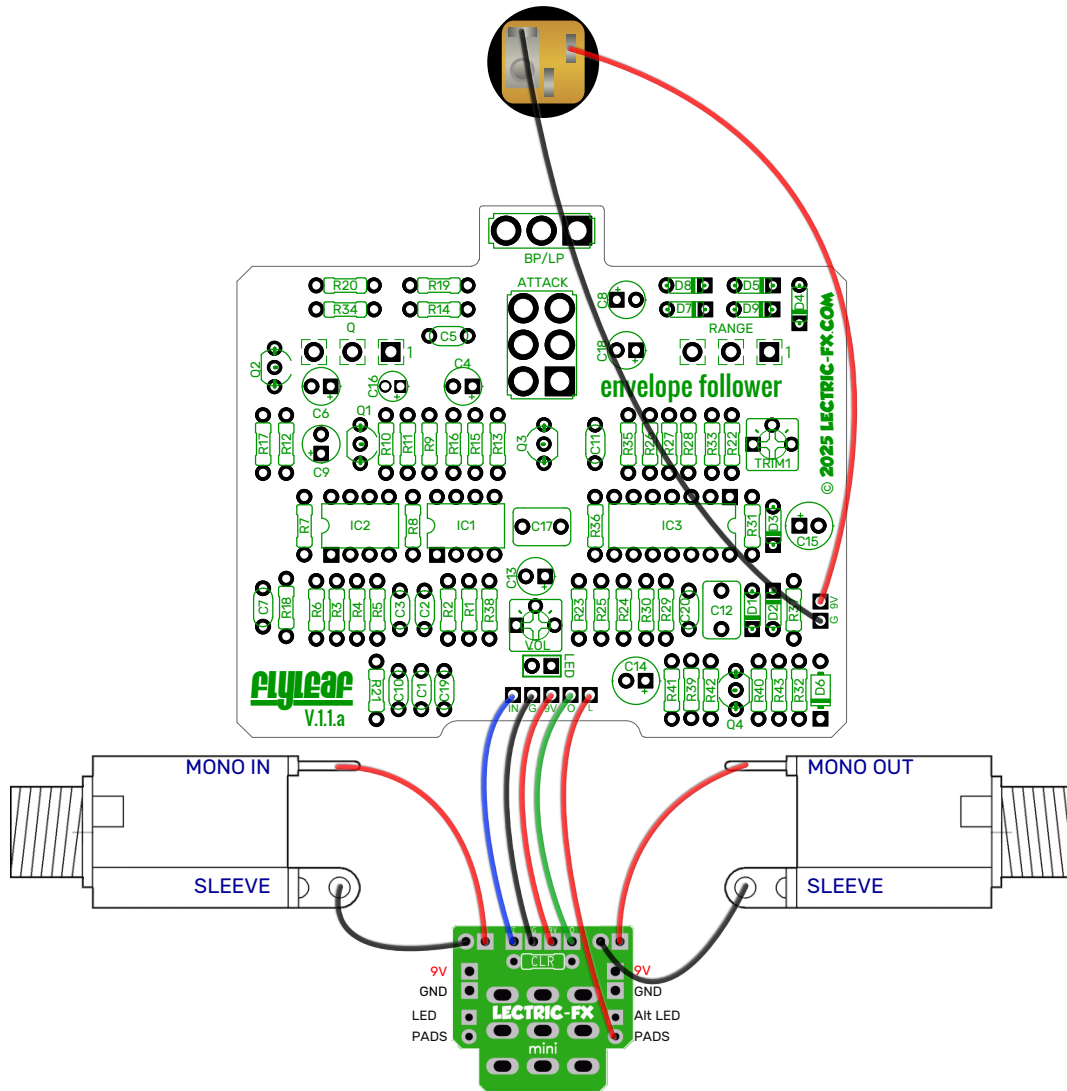 BP/LP
ATTACK
R20
R19
C8
D8
D5
D4
R34
R14
D7
D9
Q
C5
C18
RANGE
1
1
Q2
C6
C16
C4
envelope follower
© 2025 LECTRIC-FX.COM
R17
R12
C9
Q1
R10
R11
R9
R16
R15
R13
Q3
C11
R35
R26
R27
R28
R33
R22
TRIM1
R7
IC2
R8
IC1
C17
R36
IC3
R31
D3
C15
C13
C7
R18
R6
R3
R4
R5
C3
C2
R2
R1
R38
VOL
R23
R25
R24
R30
R29
C20
C12
D1
D2
9V
G
LED
FLYLEAF
V.1.1.a
R21
C10
C1
C19
C14
R41
R39
R42
Q4
R40
R43
R32
D6
IN
G
9V
O
L
MONO IN
MONO OUT
SLEEVE
SLEEVE
CLR
9V
9V
GND
GND
LECTRIC-FX
LED
Alt LED
PADS
PADS
mini